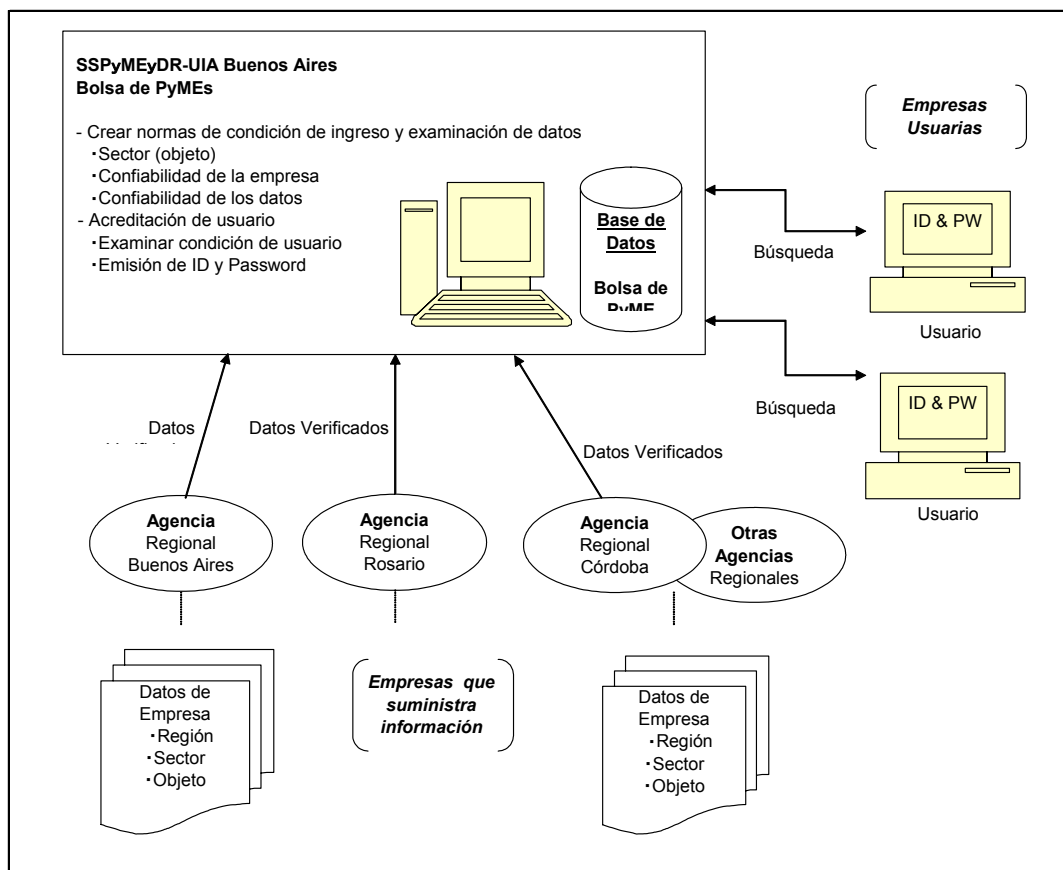 SSPyMEyDR-UIA Buenos Aires
Bolsa de PyMEs
- Crear normas de condición de ingreso y examinación de datos
・Sector (objeto)
・Confiabilidad de la empresa
・Confiabilidad de los datos
- Acreditación de usuario
・Examinar condición de usuario
・Emisión de ID y Password
Base de
Datos
Bolsa de
PyME
Empresas
Usuarias
ID & PW
Búsqueda
Usuario
ID & PW
Búsqueda
Usuario
Datos
Datos Verificados
Datos Verificados
Agencia
Regional
Buenos Aires
Agencia
Regional
Rosario
Agencia
Regional
Córdoba
Otras
Agencias
Regionales
Datos de
Empresa
・Región
・Sector
・Objeto
Empresas que
suministra
información
Datos de
Empresa
・Región
・Sector
・Objeto